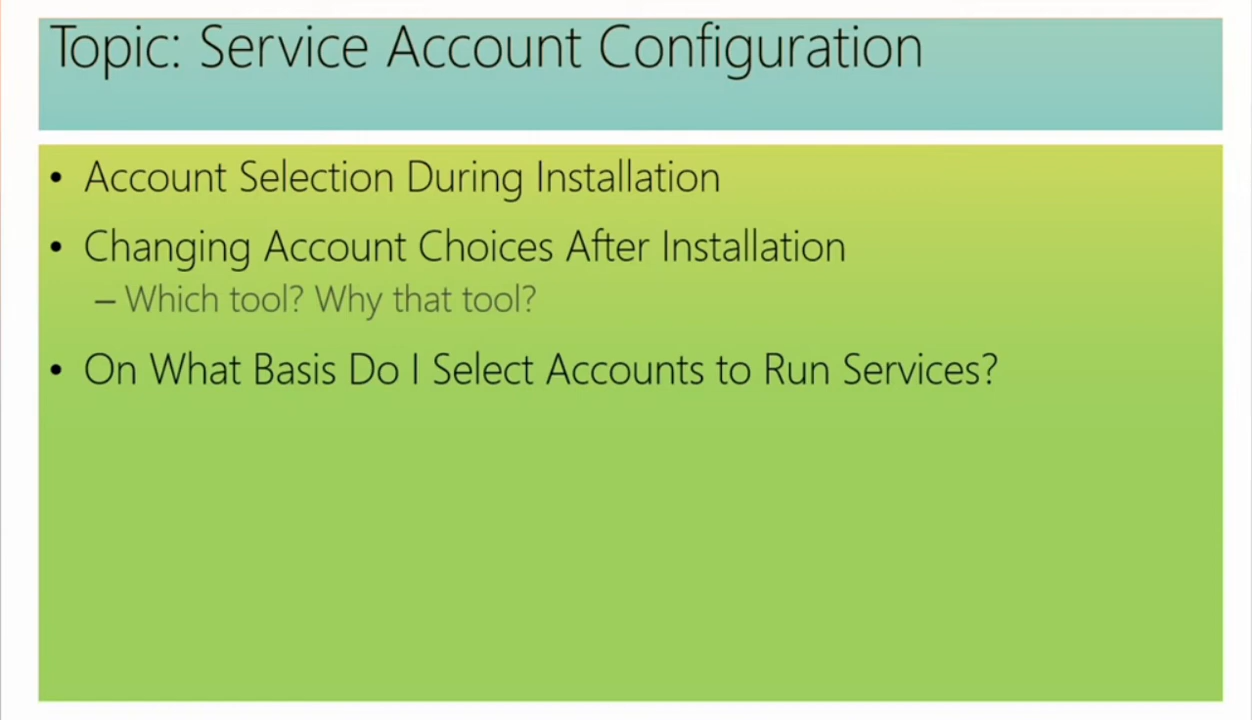 Topic: Service Account Configuration
• Account Selection During Installation
• Changing Account Choices After Installation
– Which tool? Why that tool?
• On What Basis Do I Select Accounts to Run Services?